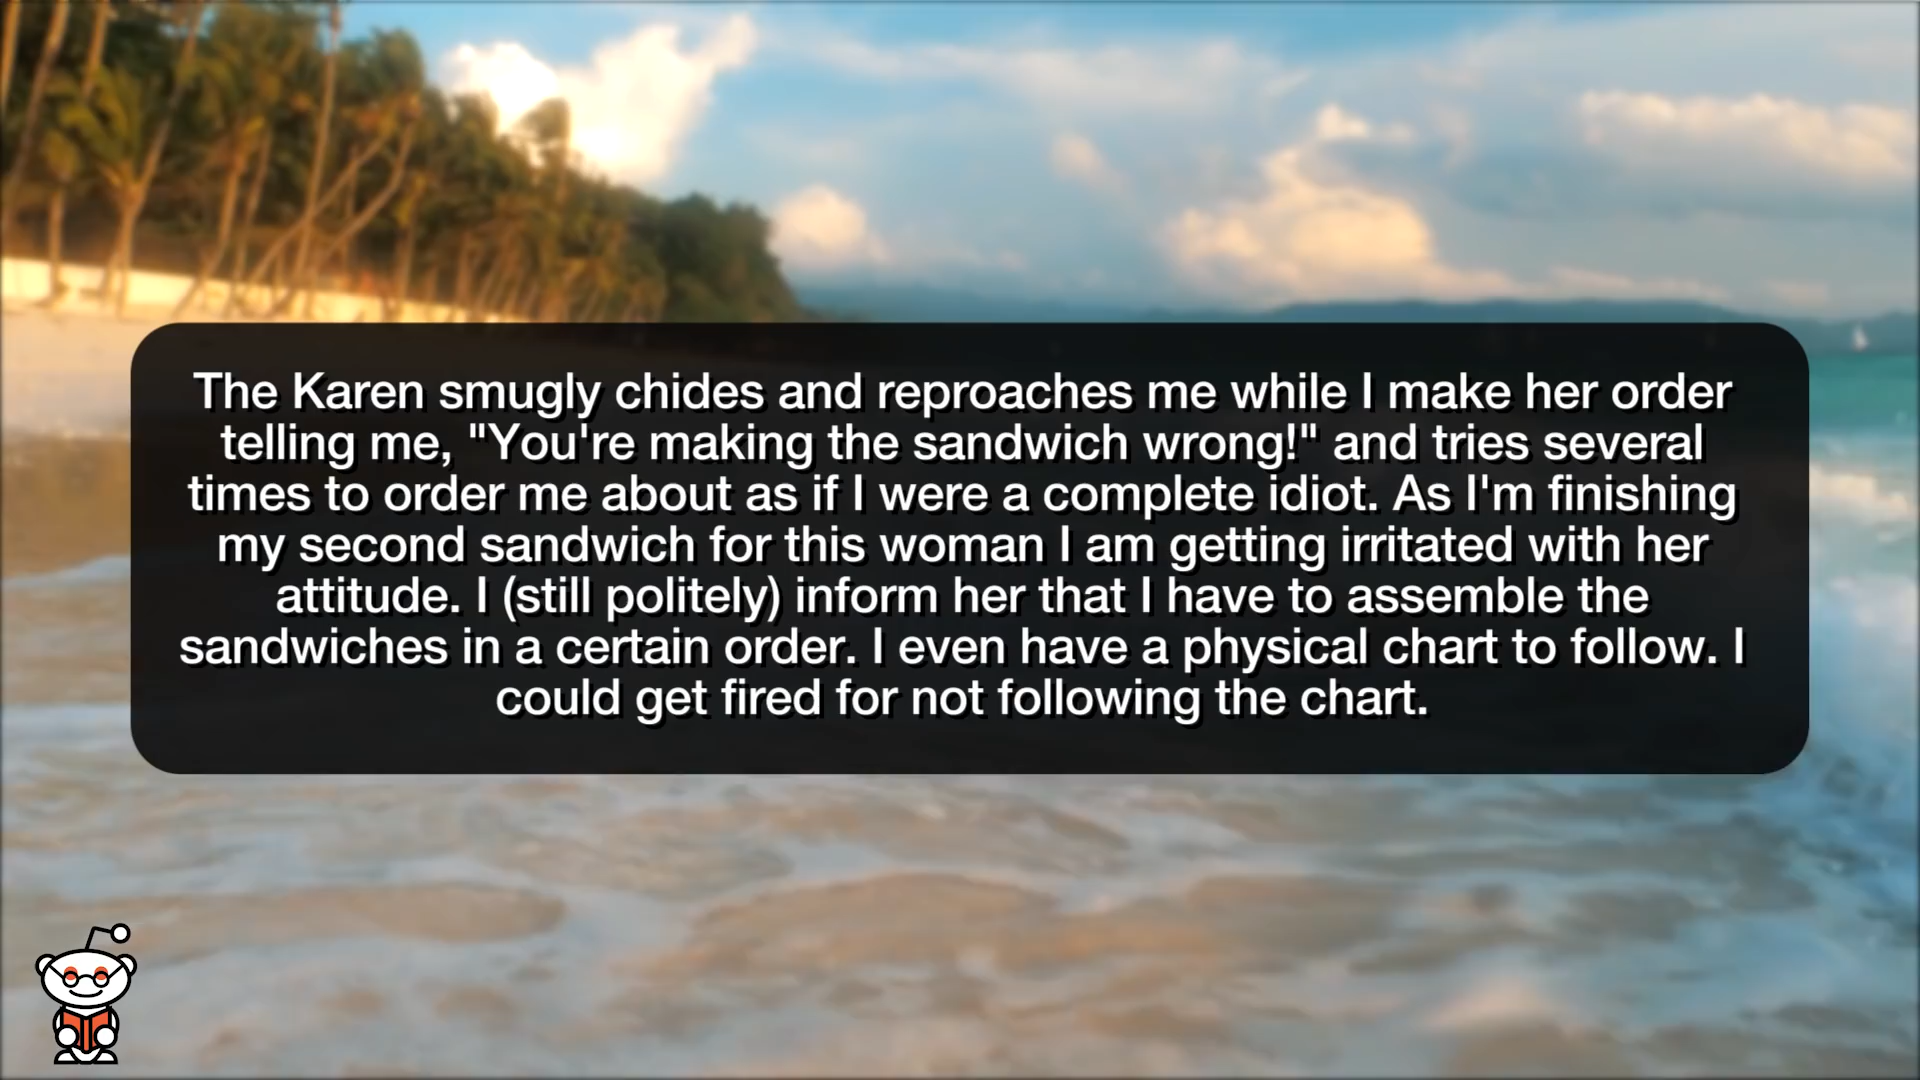 The Karen smugly chides and reproaches me while I make her order
telling me, "You're making the sandwich wrong!" and tries several
times to order me about as if I were a complete idiot. As I'm finishing
my second sandwich for this woman I am getting irritated with her
attitude. I (still politely) inform her that I have to assemble the
sandwiches in a certain order. I even have a physical chart to follow. I
could get fired for not following the chart.